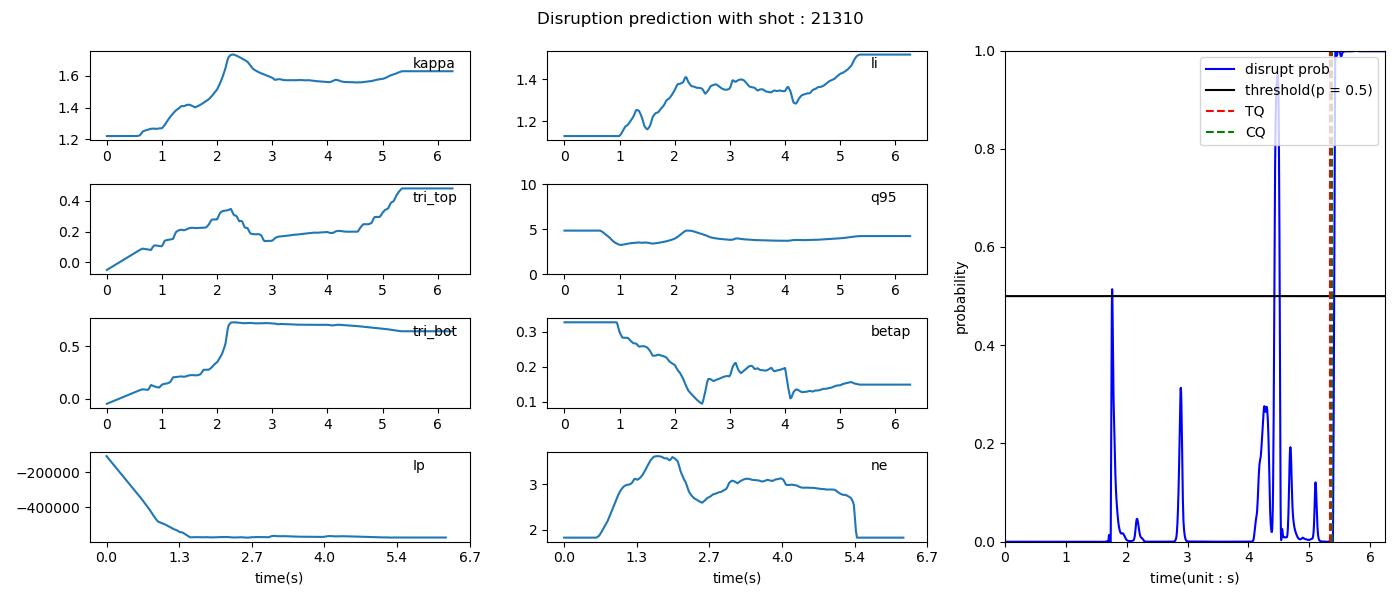 Disruption prediction with shot : 21310
kappa
1.6
1.4
1.2
0 1 2 3 4 5 6
li
1.4
1.2
0 1 2 3 4 5 6
tri_top
0.4
0.2
0.0
0 1 2 3 4 5 6
q95
10
5
0
0 1 2 3 4 5 6
tri_bot
0.5
0.0
0 1 2 3 4 5 6
betap
0.3
0.2
0.1
0 1 2 3 4 5 6
Ip
−200000
−400000
0.0 1.3 2.7 4.0 5.4 6.7
time(s)
ne
3
2
0.0 1.3 2.7 4.0 5.4 6.7
time(s)
disrupt prob
threshold(p = 0.5)
TQ
CQ
1.0
0.8
0.6
0.4
0.2
0.0
probability
0 1 2 3 4 5 6
time(unit : s)